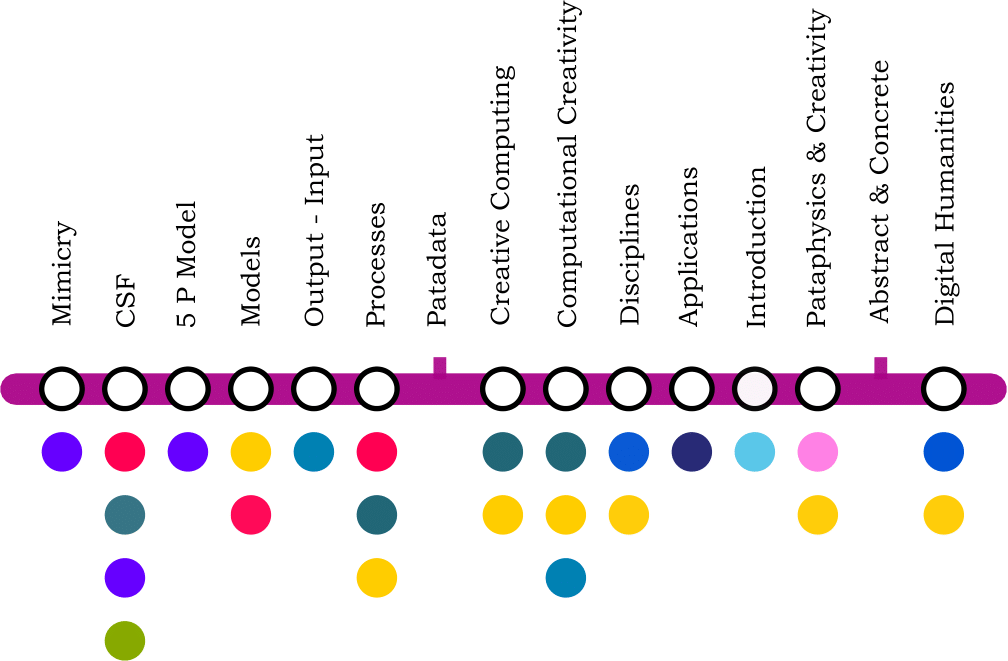 Mimicry
CSF
5 P Model
Models
Output - Input
Processes
Patadata
Creative Computing
Computational Creativity
Disciplines
Applications
Introduction
Pataphysics & Creativity
Abstract & Concrete
Digital Humanities